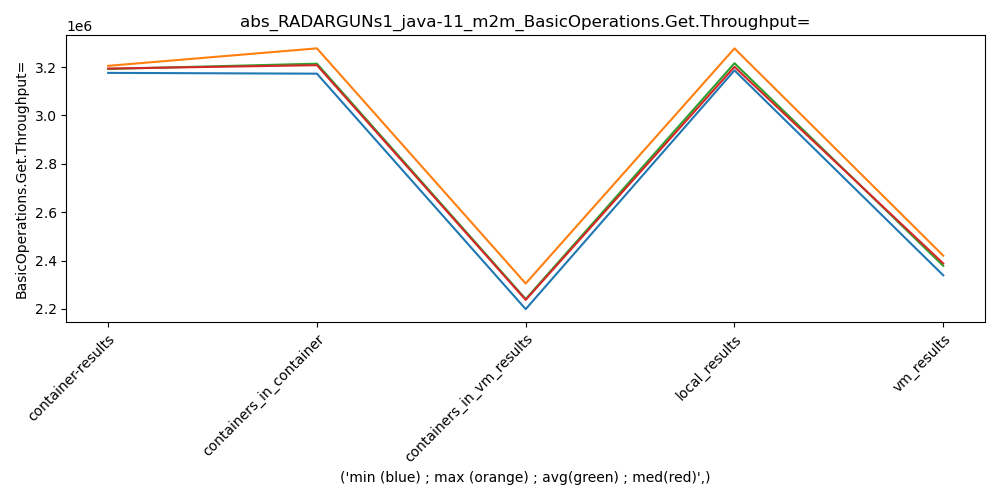 abs_RADARGUNs1_java-11_m2m_BasicOperations.Get.Throughput=
1e6
BasicOperations.Get.Throughput=
3.2
3.0
2.8
2.6
2.4
2.2
container-results
containers_in_container
containers_in_vm_results
local_results
vm_results
('min (blue) ; max (orange) ; avg(green) ; med(red)',)